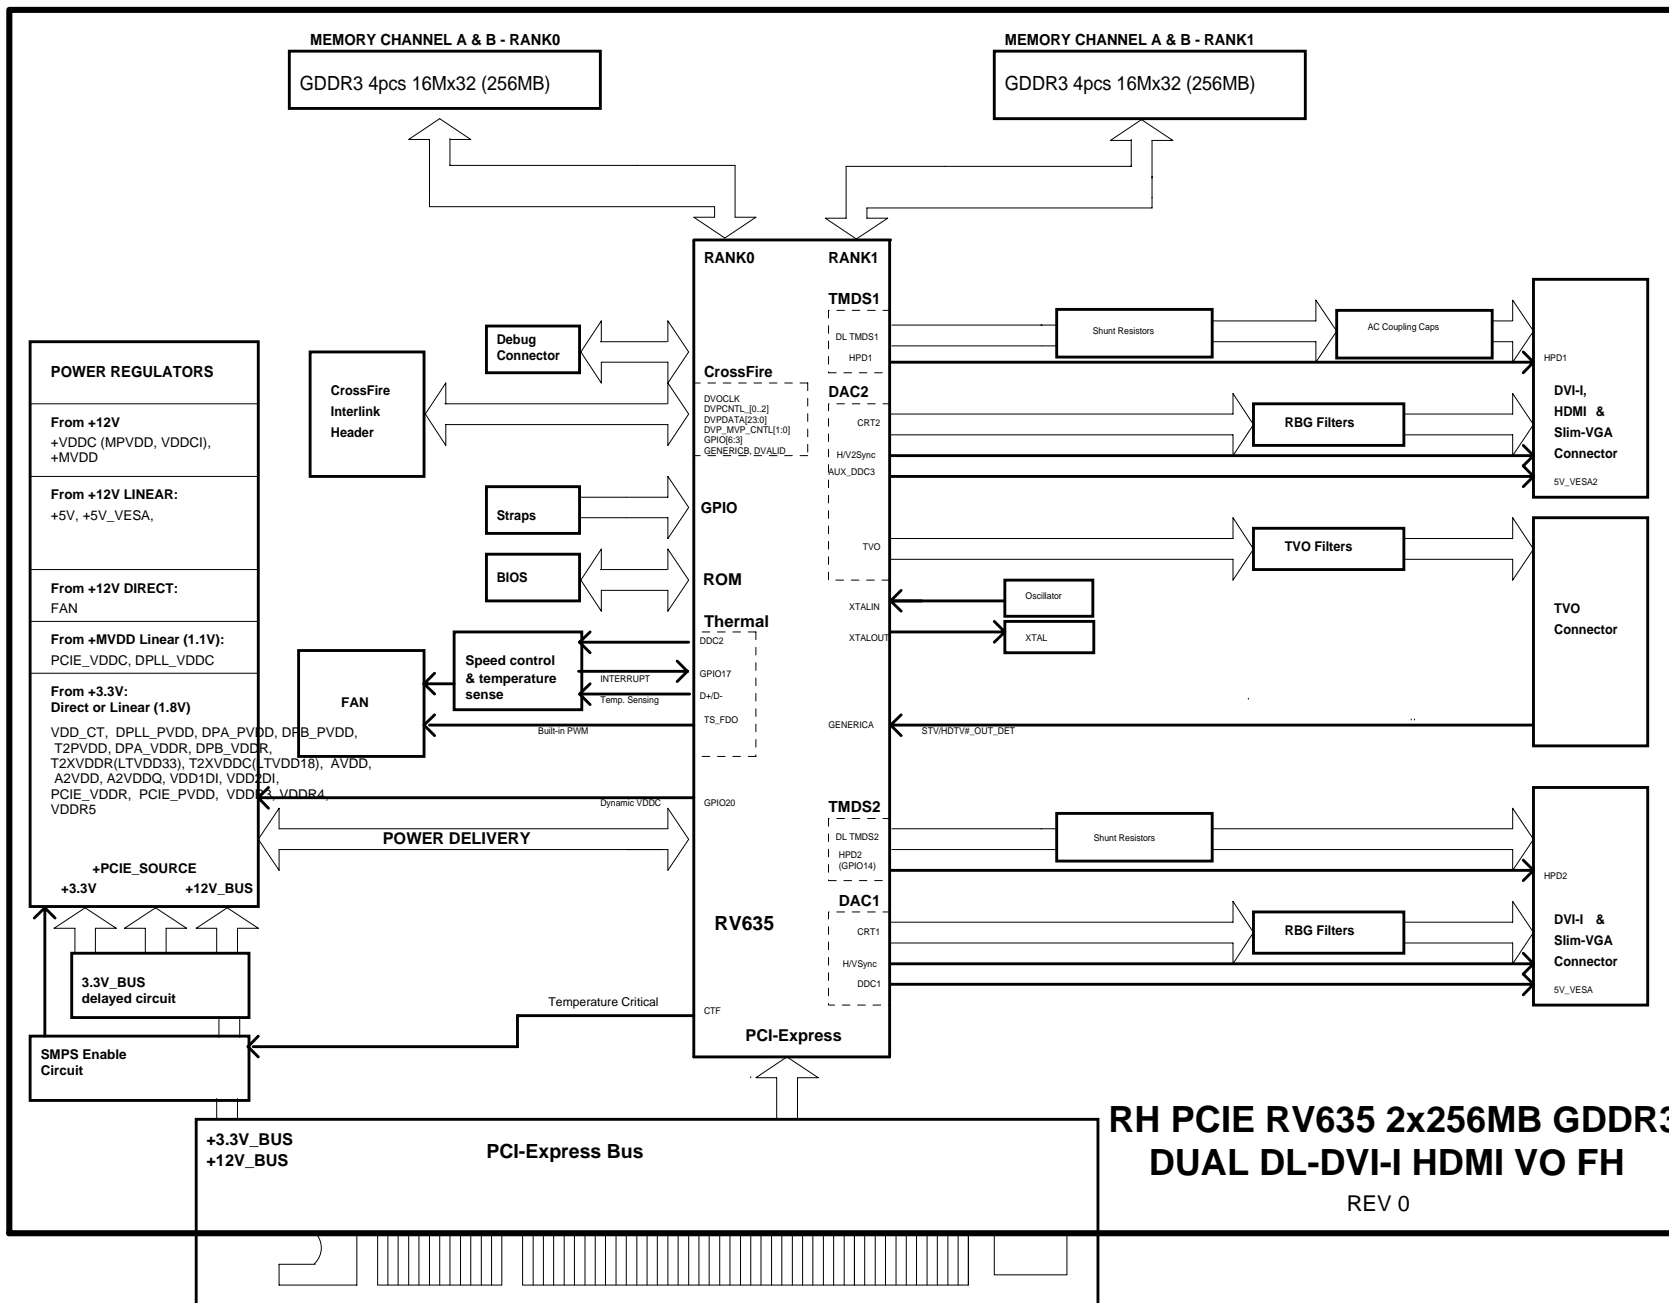 MEMORY CHANNEL A & B - RANK0
GDDR3 4pcs 16Mx32 (256MB)
MEMORY CHANNEL A & B - RANK1
GDDR3 4pcs 16Mx32 (256MB)
POWER REGULATORS
From +12V
+VDDC (MPVDD, VDDCI),
+MVDD
From +12V LINEAR:
+5V, +5V_VESA,
From +12V DIRECT:
FAN
From +MVDD Linear (1.1V):
PCIE_VDDC, DPLL_VDDC
From +3.3V:
Direct or Linear (1.8V)
VDD_CT, DPLL_PVDD, DPA_PVDD, DPB_PVDD,
T2PVDD, DPA_VDDR, DPB_VDDR,
T2XVDDR(LTVDD33), T2XVDDC(LTVDD18), AVDD,
A2VDD, A2VDDQ, VDD1DI, VDD2DI,
PCIE_VDDR, PCIE_PVDD, VDDR3, VDDR4,
VDDR5
+PCIE_SOURCE
+3.3V
+12V_BUS
3.3V_BUS
delayed circuit
SMPS Enable
Circuit
CrossFire
Interlink
Header
Debug
Connector
Straps
BIOS
FAN
Speed control
& temperature
sense
INTERRUPT
Temp. Sensing
Built-in PWM
Dynamic VDDC
POWER DELIVERY
Temperature Critical
RANK0
RANK1
CrossFire
DVOCLK
DVPCNTL_[0..2]
DVPDATA[23:0]
DVP_MVP_CNTL[1:0]
GPIO[6:3]
GENERICB, DVALID
GPIO
ROM
Thermal
DDC2
GPIO17
D+/D-
TS_FDO
GPIO20
RV635
CTF
PCI-Express
TMDS1
DL TMDS1
HPD1
DAC2
CRT2
H/V2Sync
AUX_DDC3
TVO
XTALIN
XTALOUT
GENERICA
TMDS2
DL TMDS2
HPD2
(GPIO14)
DAC1
CRT1
H/VSync
DDC1
Shunt Resistors
AC Coupling Caps
RBG Filters
TVO Filters
Oscillator
XTAL
STV/HDTV#_OUT_DET
Shunt Resistors
RBG Filters
HPD1
DVI-I,
HDMI &
Slim-VGA
Connector
5V_VESA2
TVO
Connector
HPD2
DVI-I &
Slim-VGA
Connector
5V_VESA
+3.3V_BUS
+12V_BUS
PCI-Express Bus
RH PCIE RV635 2x256MB GDDR3
DUAL DL-DVI-I HDMI VO FH
REV 0